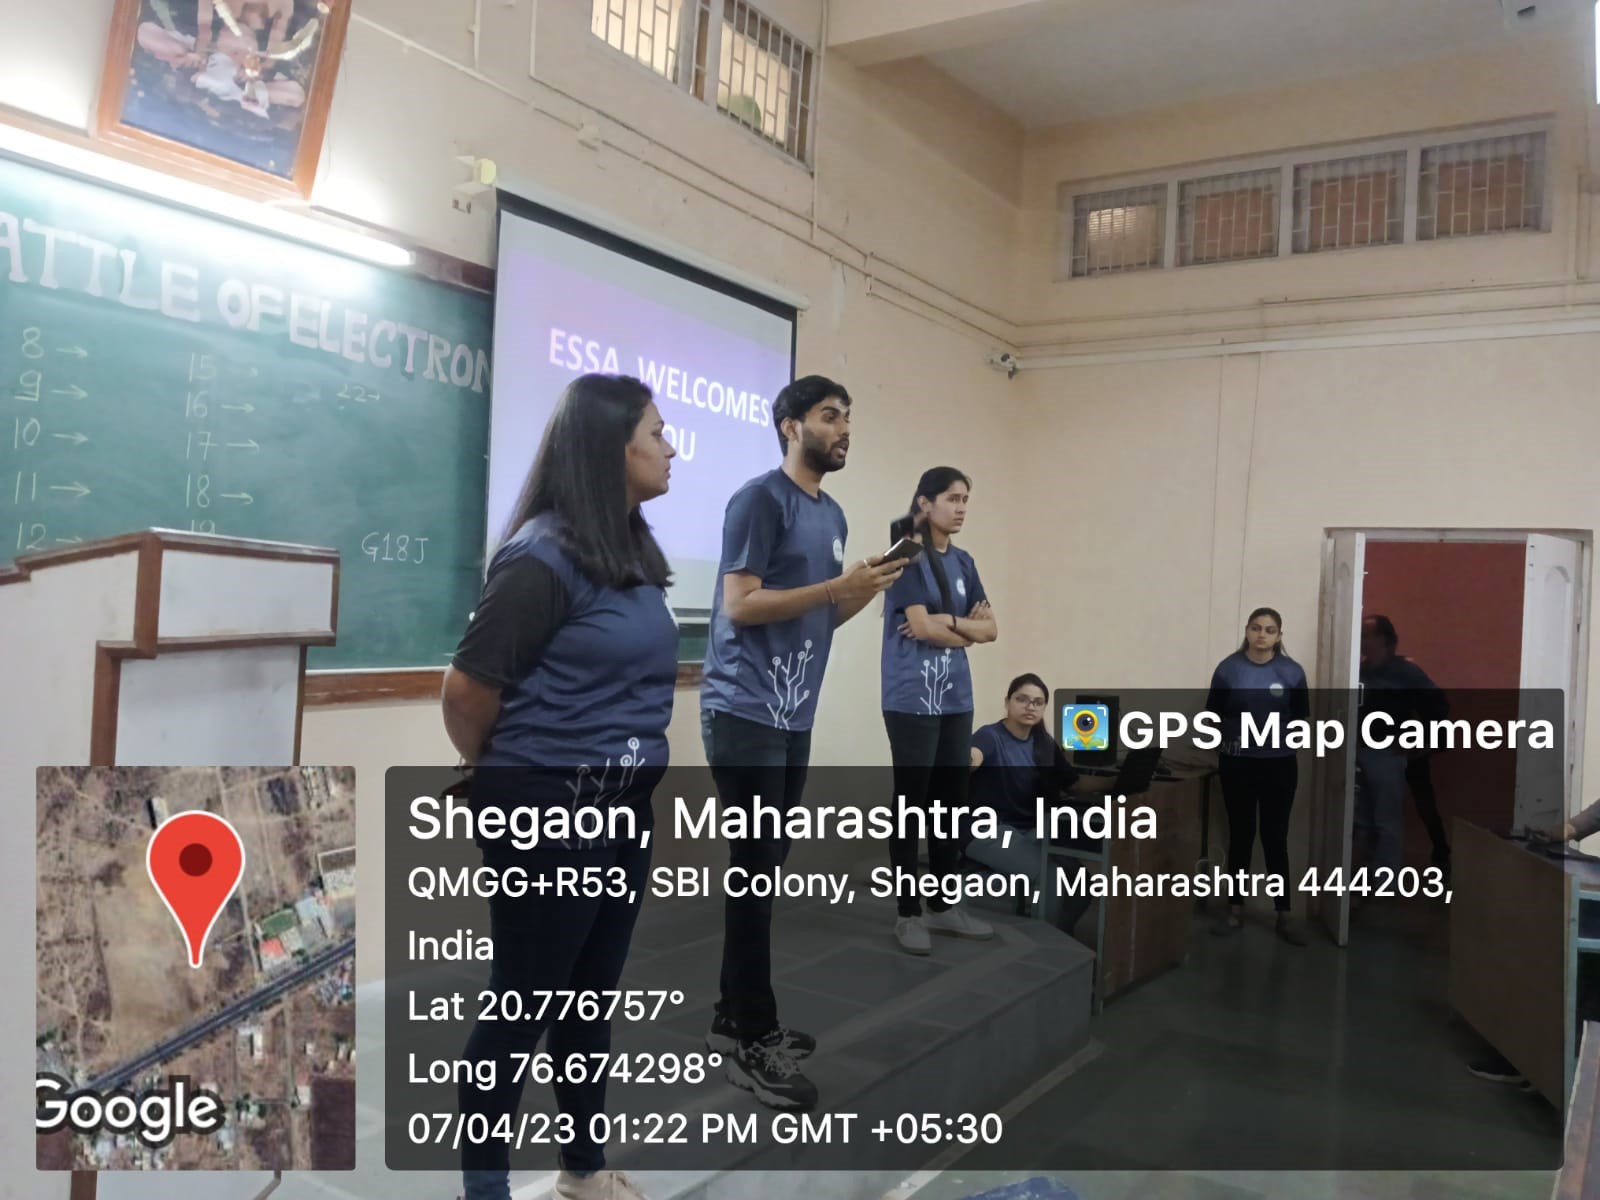 ATTLE OF ELECTRON
8 →
9 →
10 →
11 →
12 →
15 →
16 →
17 →
18 →
19
22→
G18J
ESSA WELCOMES
OU
GPS Map Camera
Shegaon, Maharashtra, India
QMGG+R53, SBI Colony, Shegaon, Maharashtra 444203,
India
Lat 20.776757°
Long 76.674298°
07/04/23 01:22 PM GMT +05:30
Google